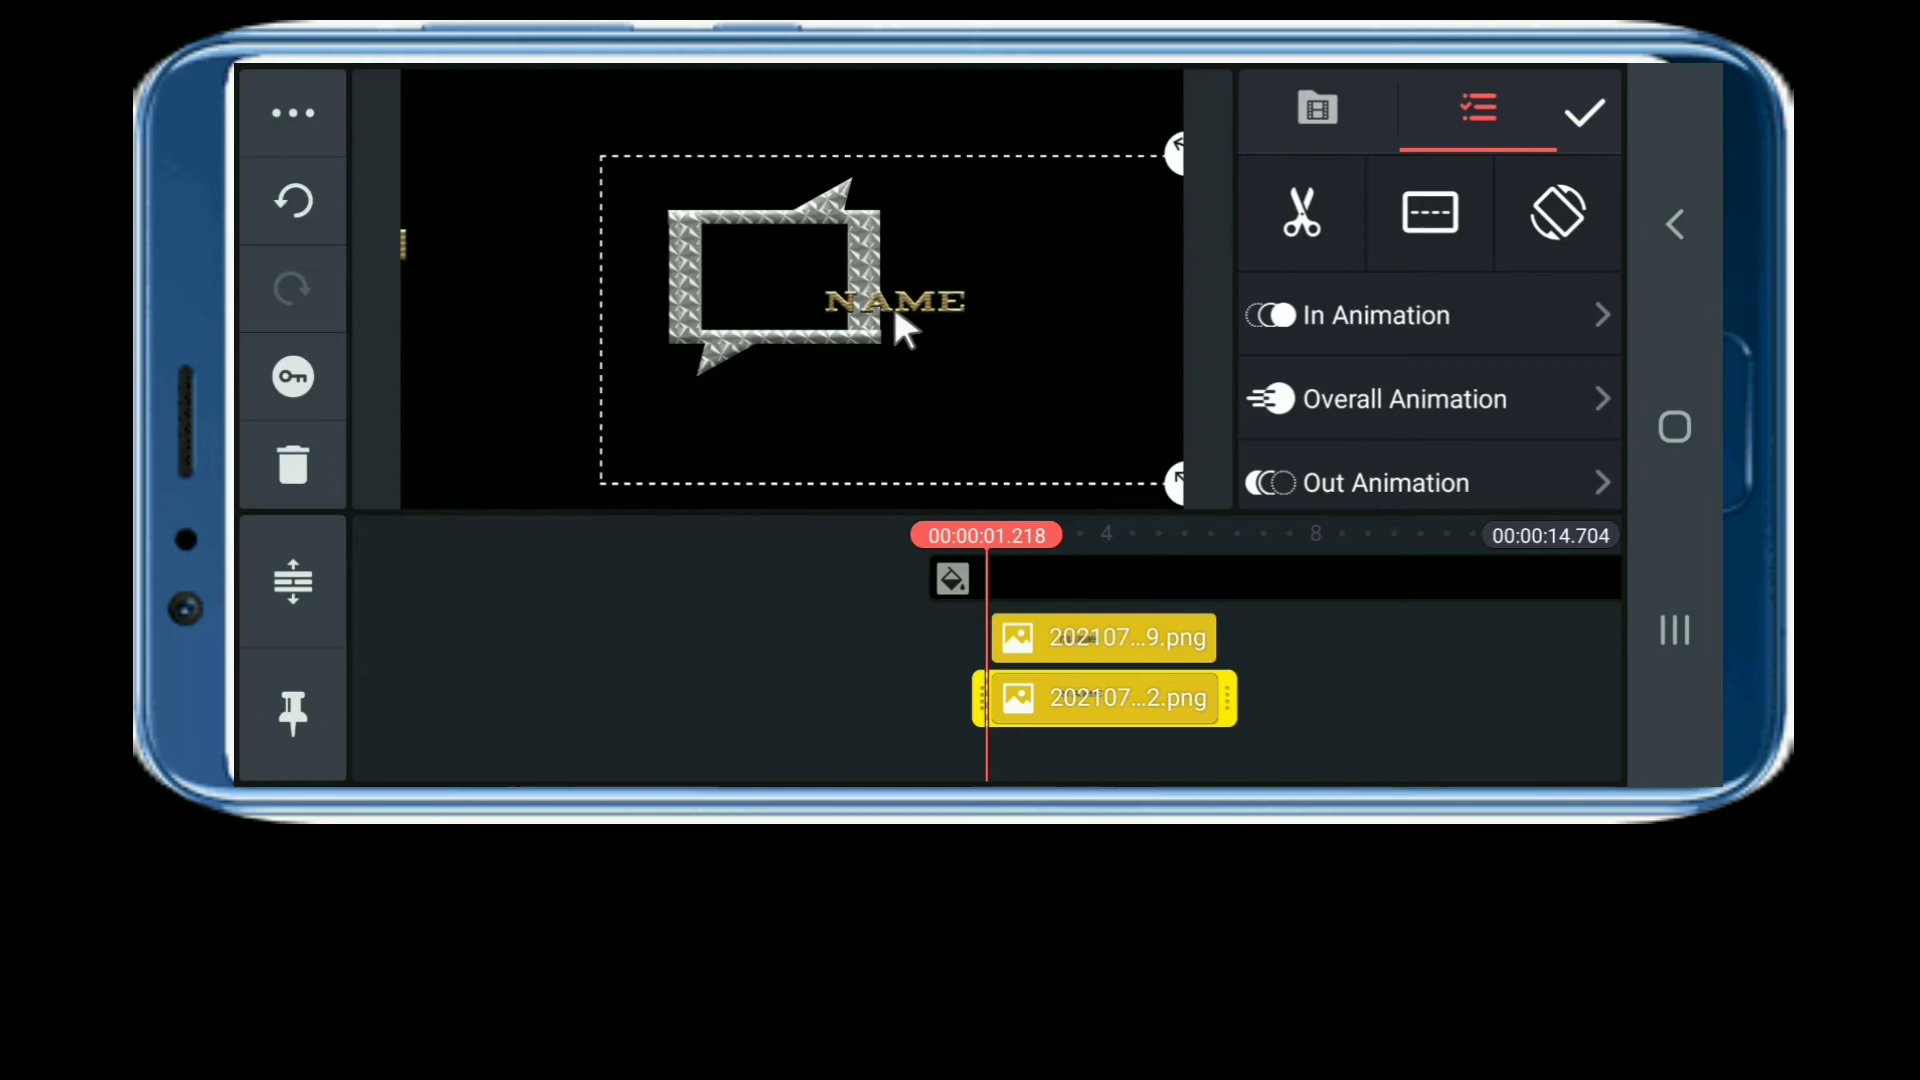 NAME
In Animation
Overall Animation
Out Animation
00:00:01.218
4
8
00:00:14.704
202107...9.png
202107...2.png